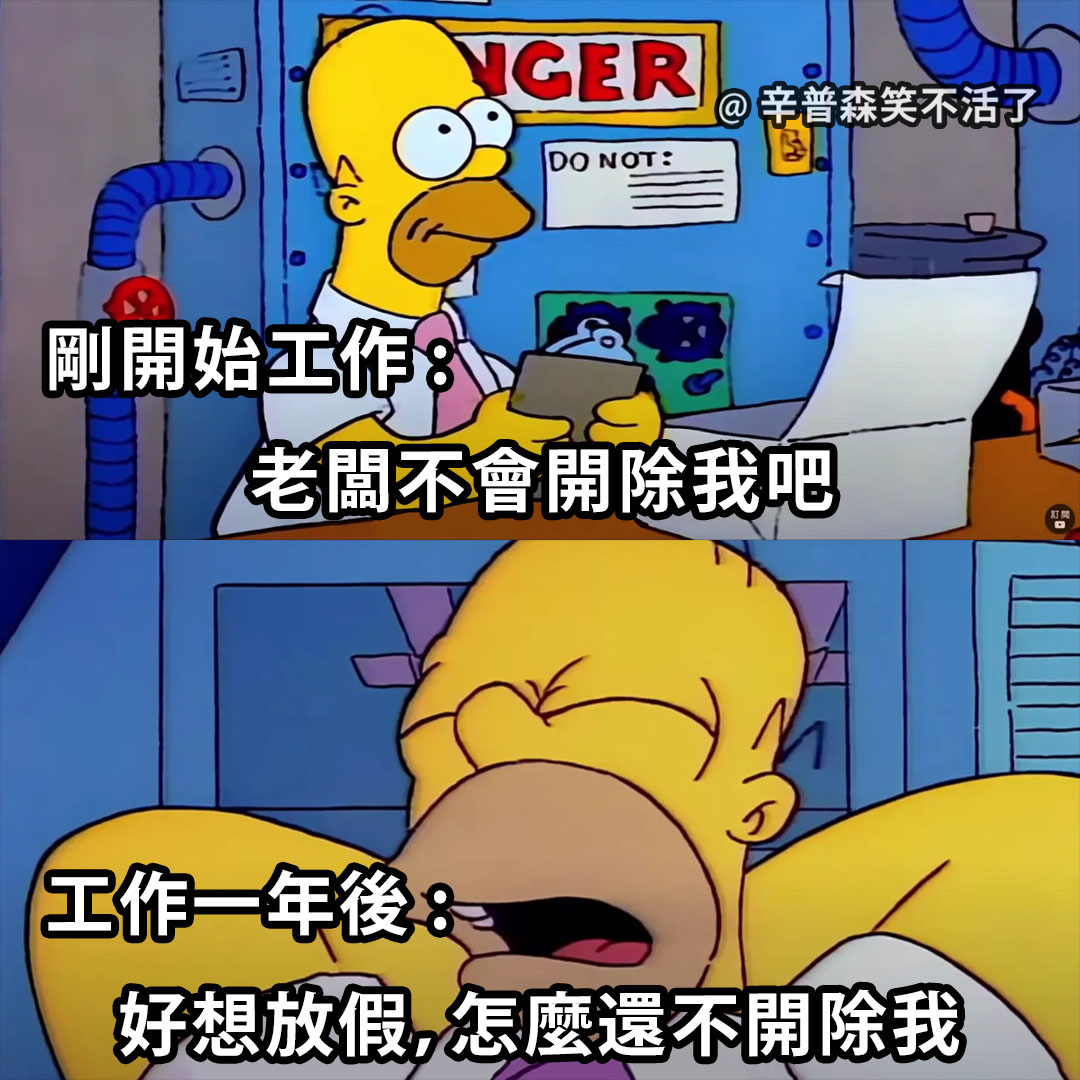 NGER
@ 辛普森笑不活了
DO NOT:
剛開始工作:
老闆不會開除我吧
訂閱
工作一年後:
好想放假,怎麼還不開除我